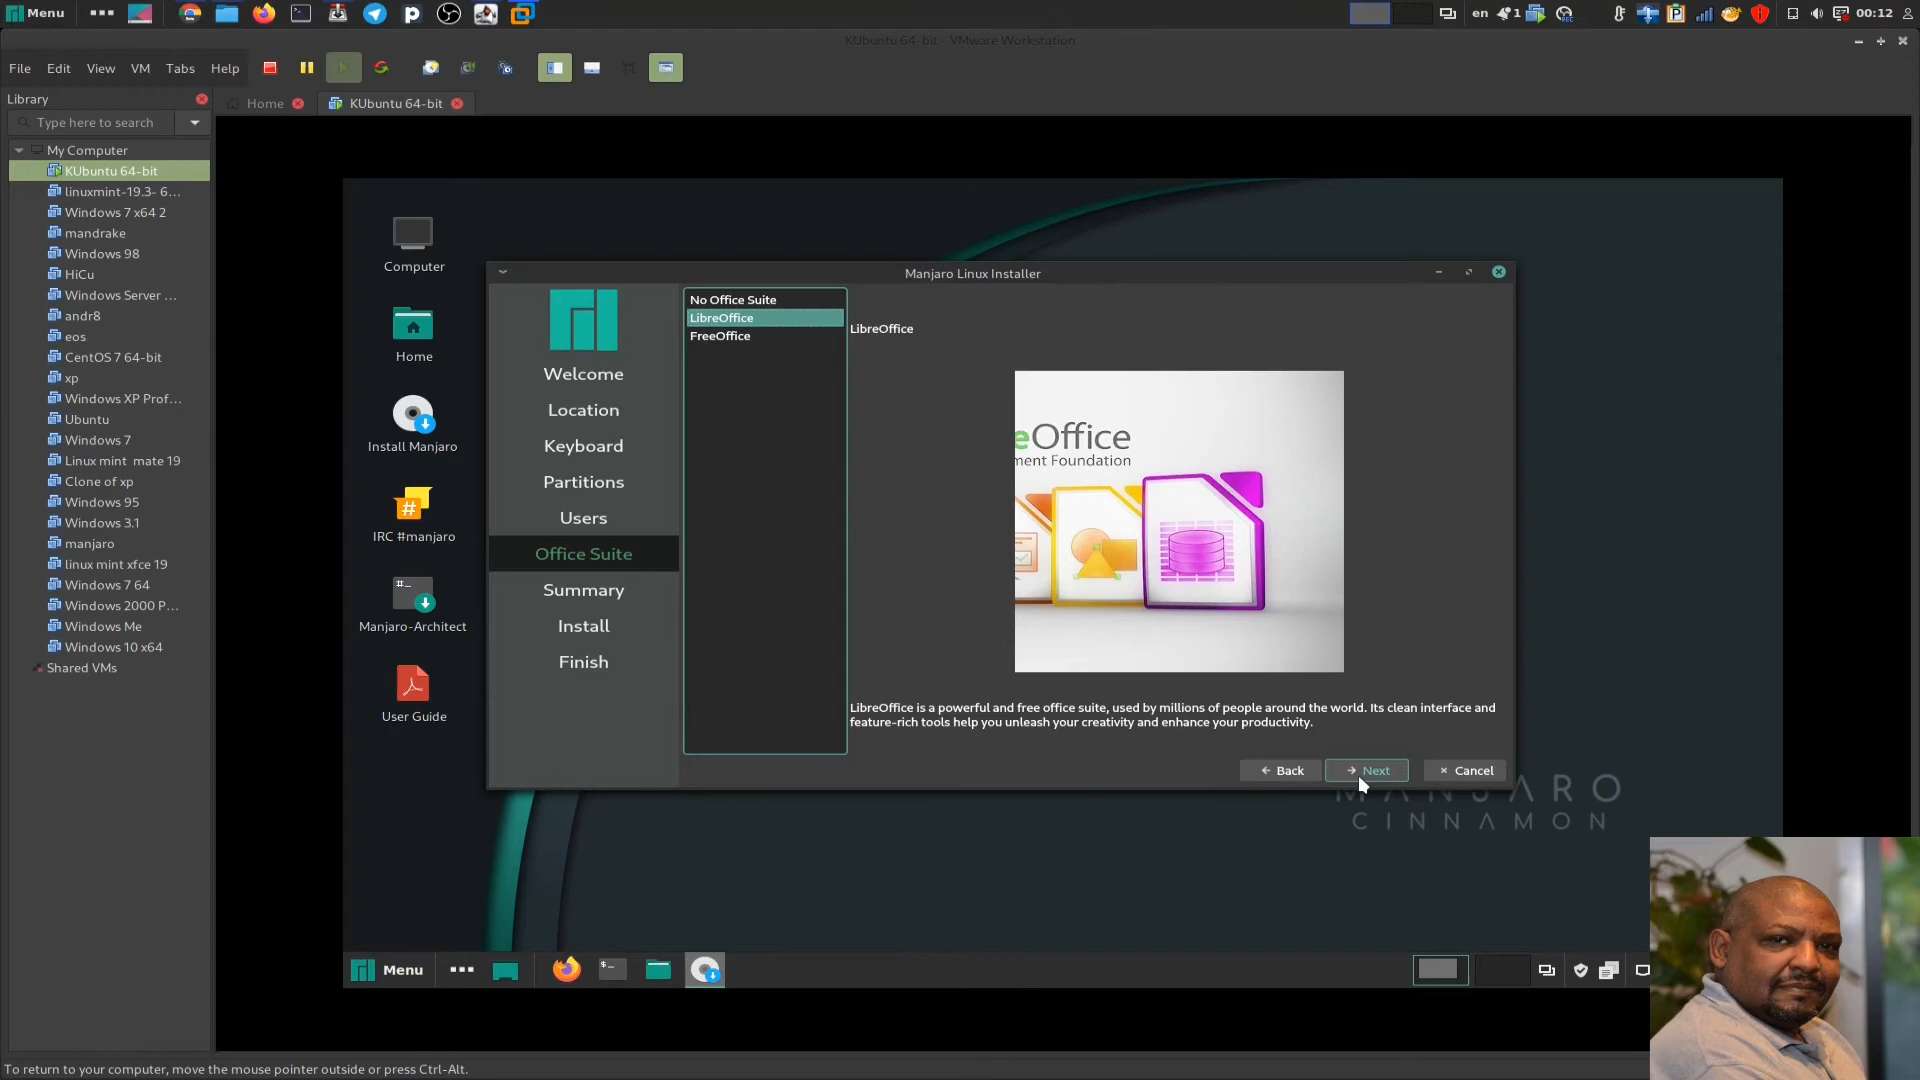 Menu
en
1
00:12
KUbuntu 64-bit - VMware Workstation
File Edit View VM Tabs Help
Library
Home
KUbuntu 64-bit
Type here to search
My Computer
KUbuntu 64-bit
linuxmint-19.3- 6...
Windows 7 x64 2
mandrake
Windows 98
HiCu
Windows Server ...
andr8
eos
CentOS 7 64-bit
xp
Windows XP Prof...
Ubuntu
Windows 7
Linux mint mate 19
Clone of xp
Windows 95
Windows 3.1
manjaro
linux mint xfce 19
Windows 7 64
Windows 2000 P...
Windows Me
Windows 10 x64
Shared VMs
Computer
Home
Install Manjaro
IRC #manjaro
Manjaro-Architect
User Guide
Manjaro Linux Installer
Welcome
Location
Keyboard
Partitions
Users
Office Suite
Summary
Install
Finish
No Office Suite
LibreOffice
FreeOffice
LibreOffice
eOffice
ment Foundation
LibreOffice is a powerful and free office suite, used by millions of people around the world. Its clean interface and
feature-rich tools help you unleash your creativity and enhance your productivity.
Back
Next
Cancel
MANJARO
CINNAMON
Menu
To return to your computer, move the mouse pointer outside or press Ctrl-Alt.